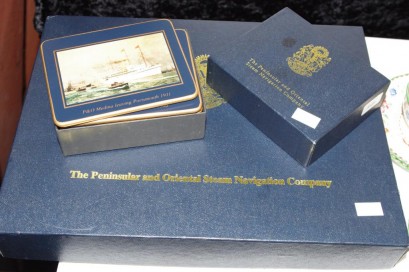 P&O Medina leaving Portsmouth 1911
The Peninsular and Oriental
Steam Navigation
Company
The Peninsular and Oriental Steam Navigation Company